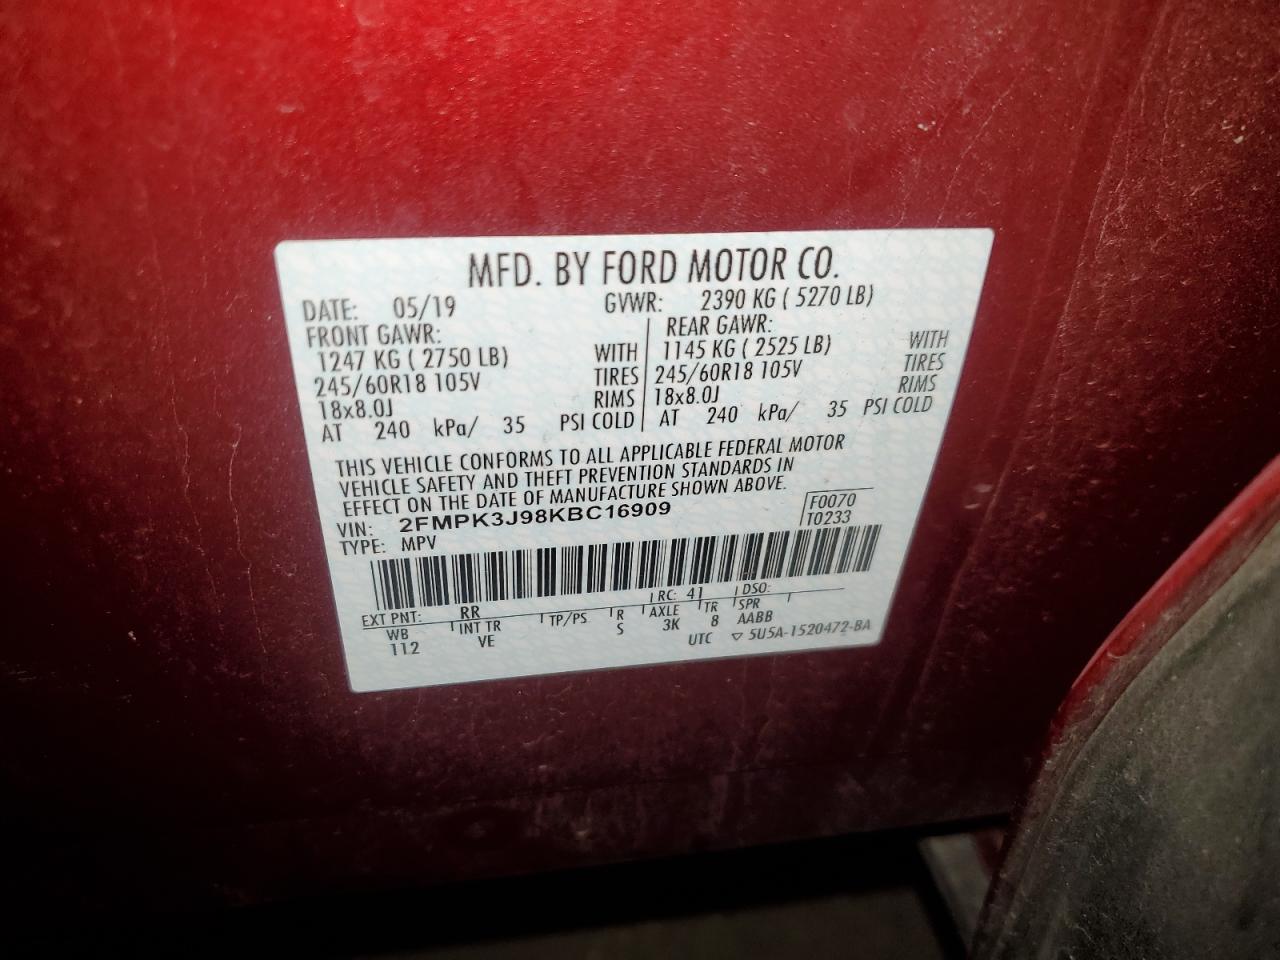 MFD. BY FORD MOTOR CO.
DATE: 05/19 GVWR: 2390 KG ( 5270 LB)
FRONT GAWR: REAR GAWR:
1247 KG ( 2750 LB) WITH 1145 KG ( 2525 LB) WITH
245/60R18 105V TIRES 245/60R18 105V TIRES
18x8.0J RIMS 18x8.0J RIMS
AT 240 kPa/ 35 PSI COLD AT 240 kPa/ 35 PSI COLD
THIS VEHICLE CONFORMS TO ALL APPLICABLE FEDERAL MOTOR
VEHICLE SAFETY AND THEFT PREVENTION STANDARDS IN
EFFECT ON THE DATE OF MANUFACTURE SHOWN ABOVE.
VIN: 2FMPK3J98KBC16909 F0070
TYPE: MPV T0233
EXT PNT: RR RC: 41 DSO:
WB INT TR TP/PS R AXLE TR SPR
112 VE S 3K 8 AABB
UTC ▽ 5U5A-1520472-BA